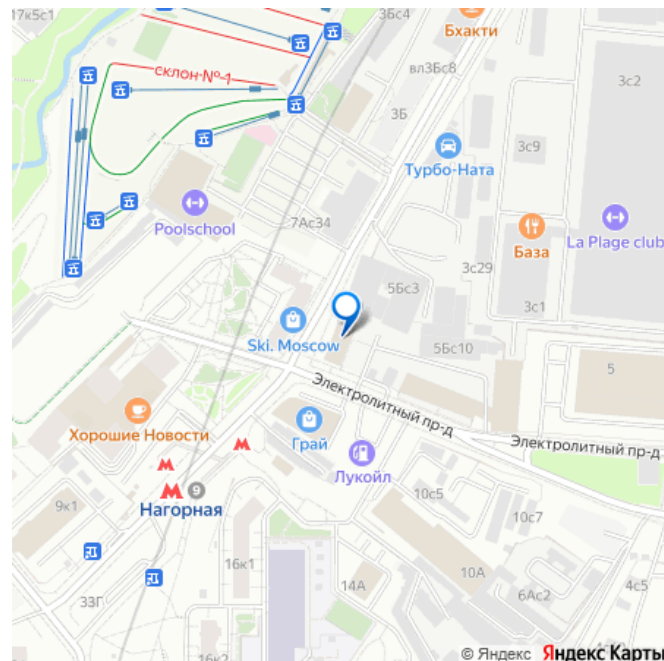 17к5с1
3Бс4
Бхакти
склон №1
вл3Бс8
3с2
3Б
3с9
Турбо-Ната
Poolschool
7Ас34
База
La Plage club
3с29
5Бс3
3с1
Ski. Moscow
5Бс10
5
Электролитный пр-д
Хорошие Новости
Грай
Электролитный пр-д
Лукойл
9
Нагорная
9к1
10с5
10с7
16к1
14А
10А
33Г
6Ас2
4с5
4с10
16к2
© Яндекс Яндекс Карты